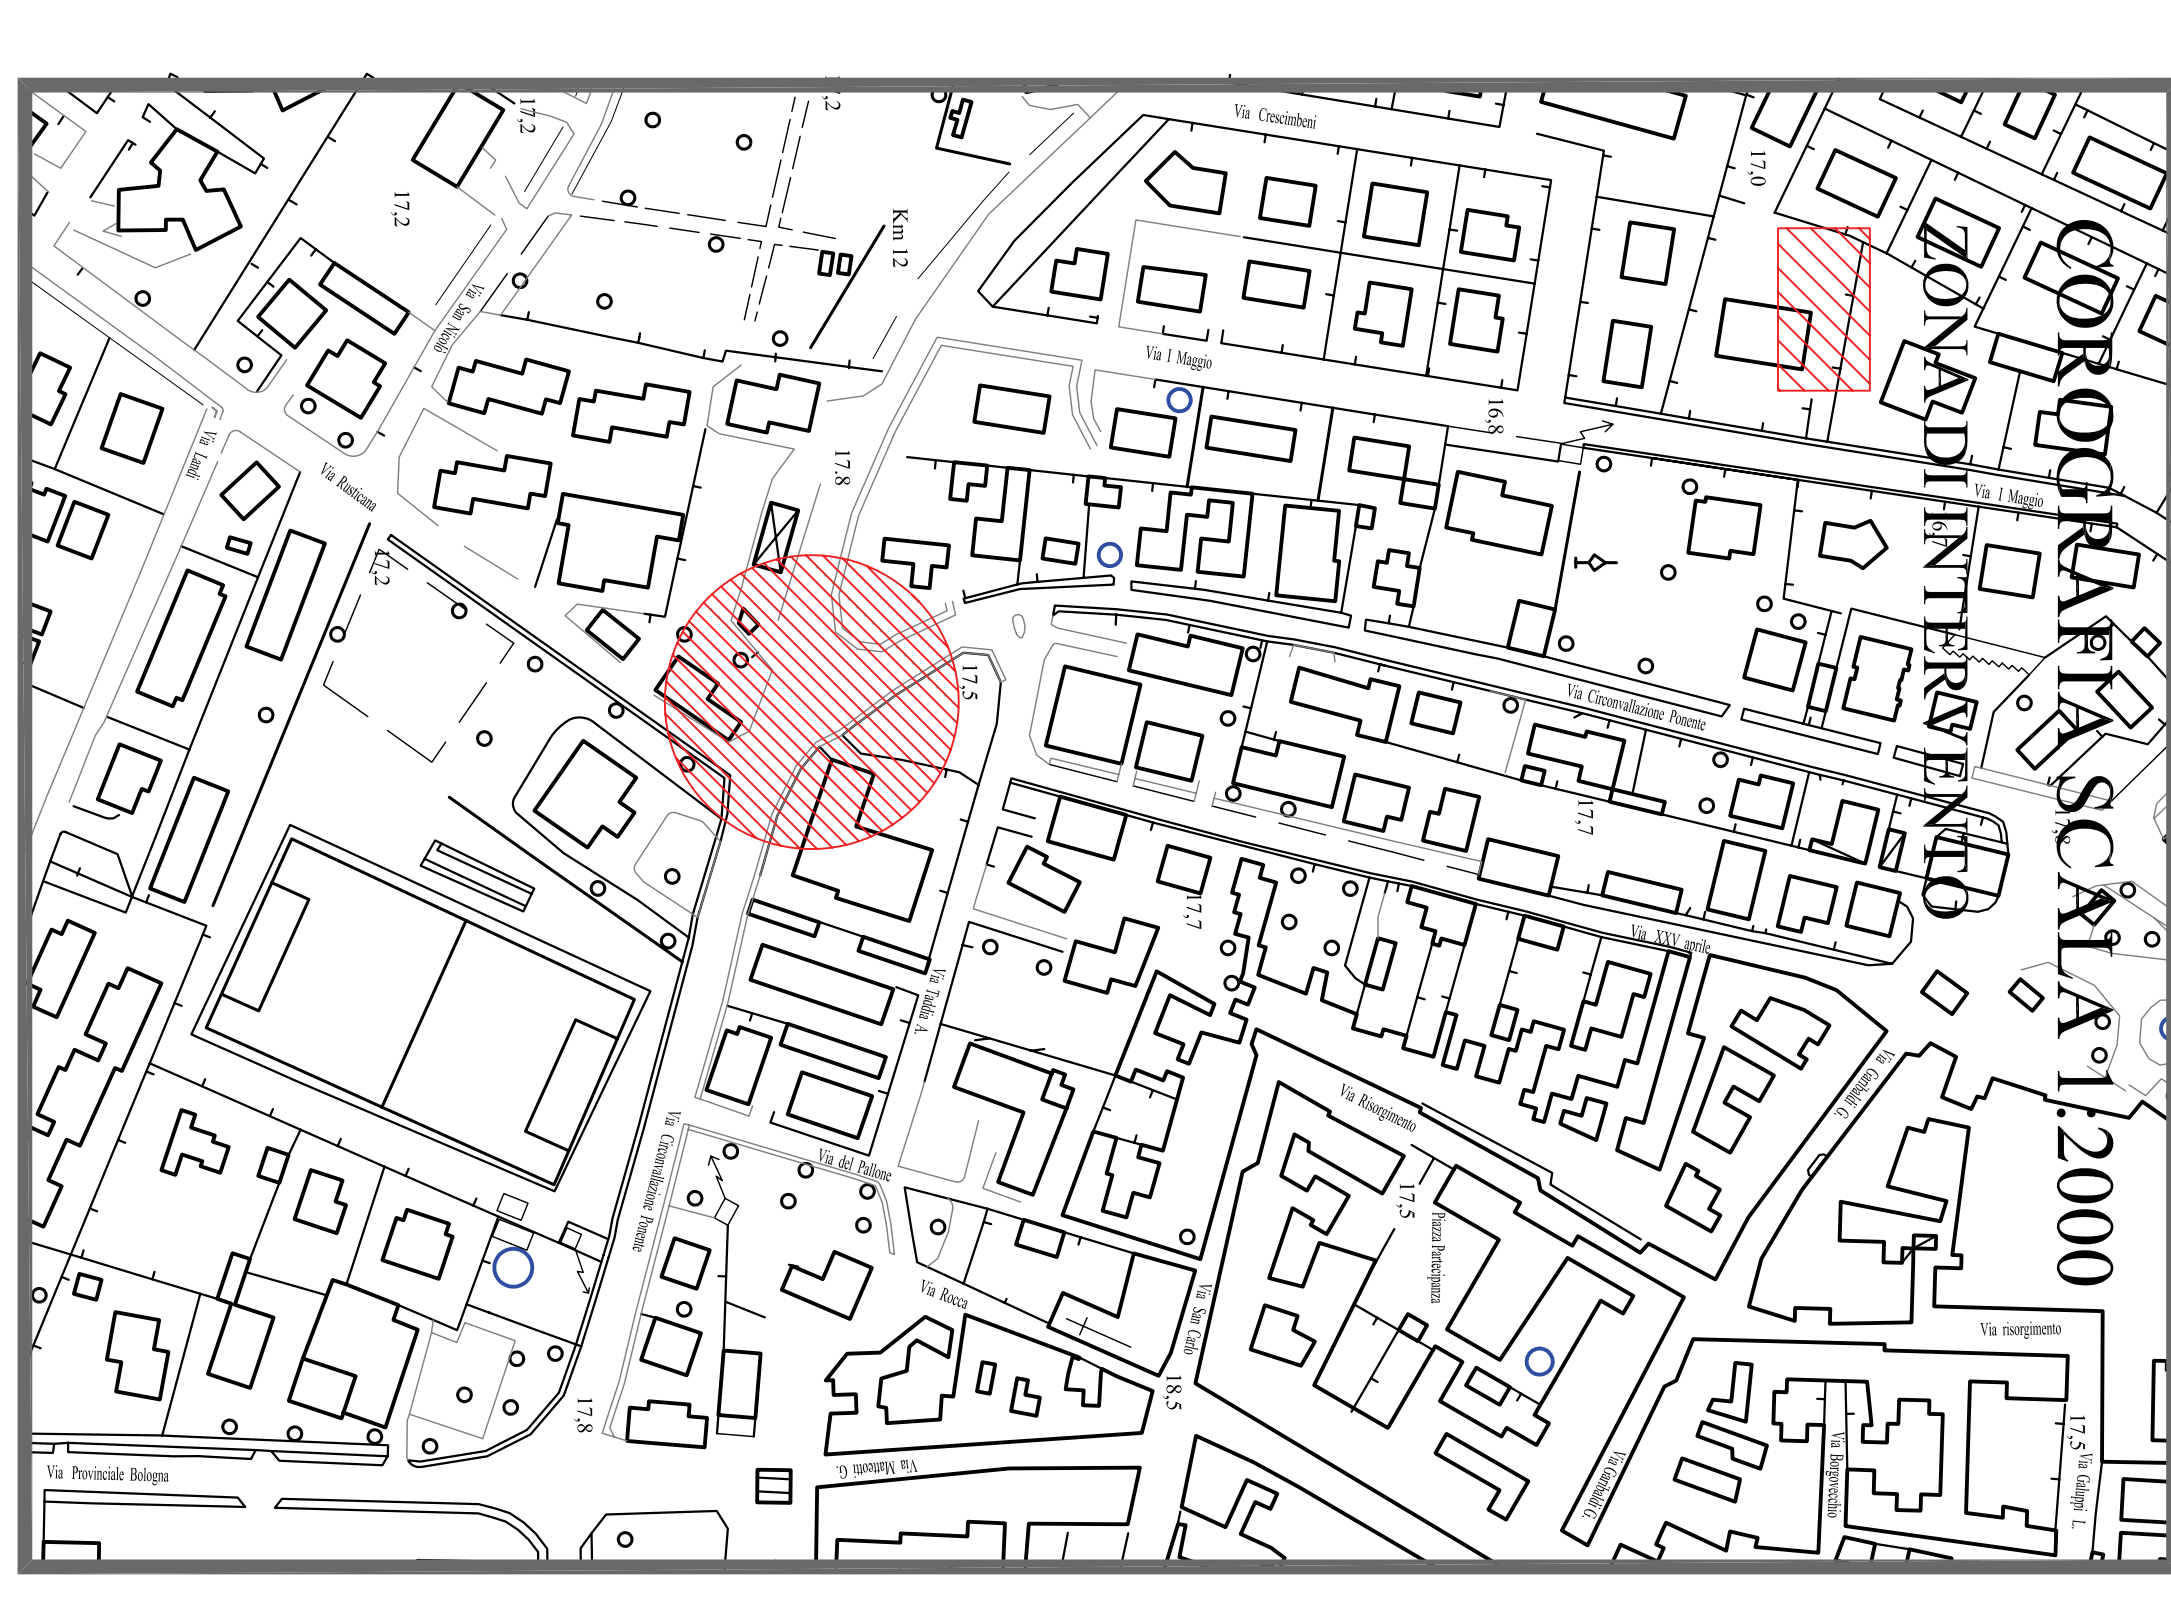 COROGRAFIA SCALA 1:2000
ZONA DI INTERVENTO
Via Crescimbeni
17,2
17,2
17,0
Km 12
Via San Nicolò
Via I Maggio
16,8
Via I Maggio
Via Landi
Via Rusticana
17.8
17,2
17,5
Via Circonvallazione Ponente
17,7
17,8
17,7
Via XXV aprile
Via Taddia A.
Via Garibaldi G.
Via Risorgimento
Via Circonvallazione Ponente
Via del Pallone
17,5
Piazza Partecipanza
Via Rocca
Via San Carlo
Via risorgimento
18,5
17,8
17,5
Via Provinciale Bologna
Via Matteotti G.
Via Garibaldi G.
Via Borgovecchio
Via Galuppi L.